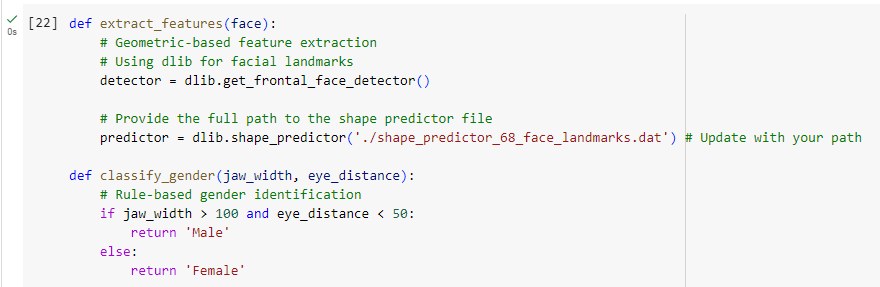 [22] def extract_features(face):
0s
# Geometric-based feature extraction
# Using dlib for facial landmarks
detector = dlib.get_frontal_face_detector()
# Provide the full path to the shape predictor file
predictor = dlib.shape_predictor('./shape_predictor_68_face_landmarks.dat') # Update with your path
def classify_gender(jaw_width, eye_distance):
# Rule-based gender identification
if jaw_width > 100 and eye_distance < 50:
return 'Male'
else:
return 'Female'